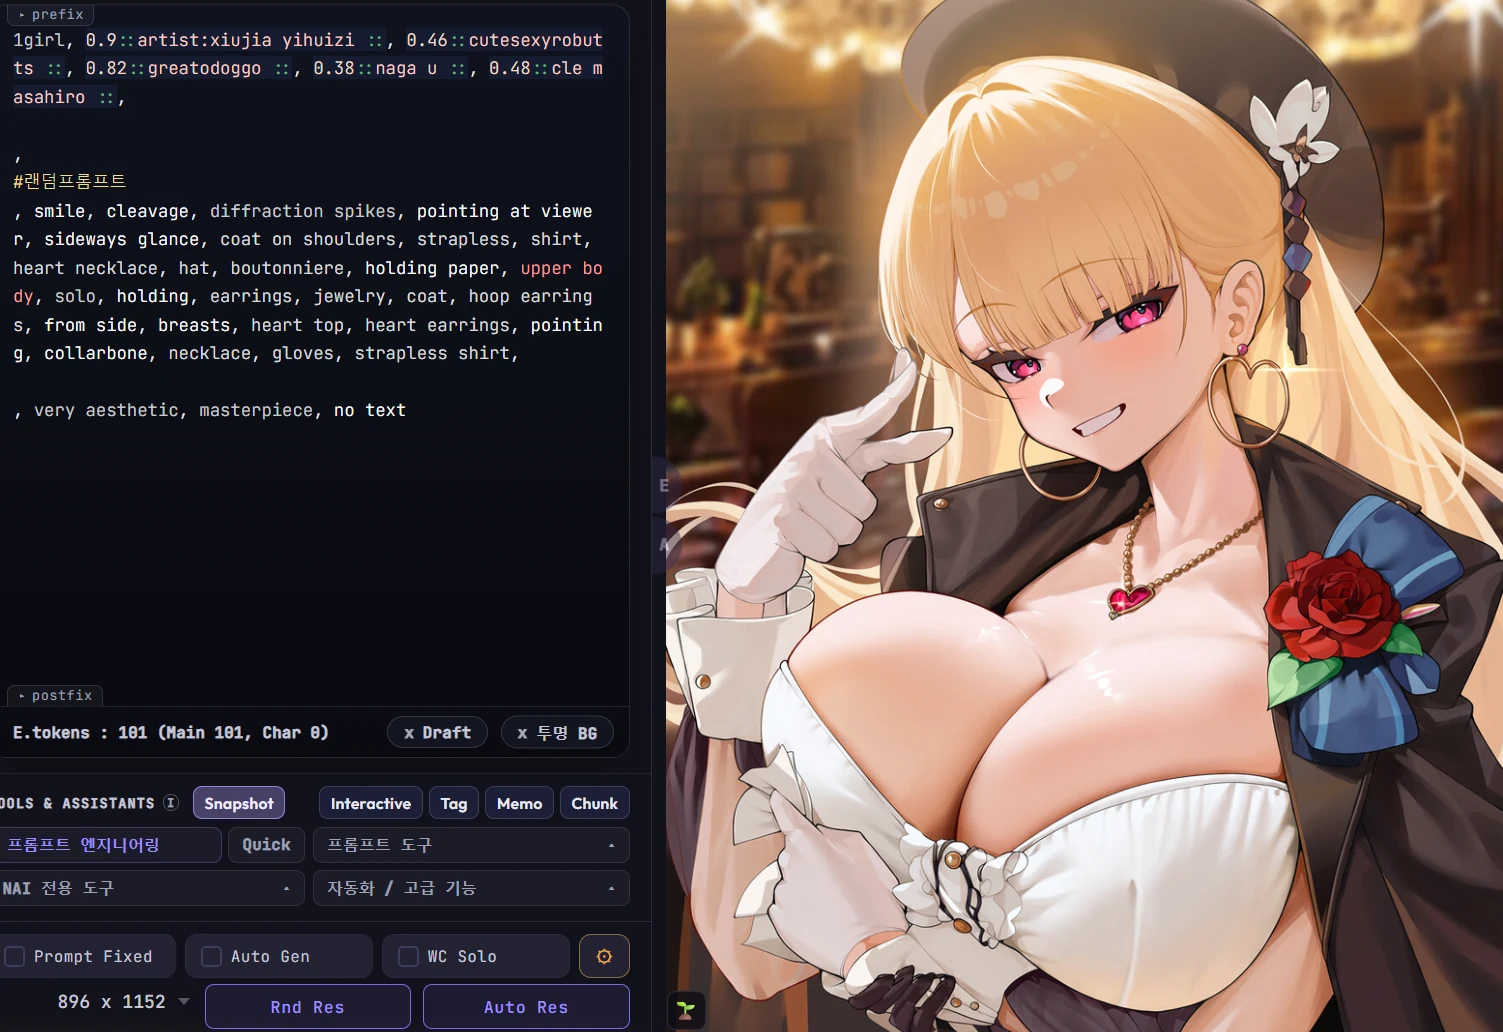 prefix
1girl, 0.9::artist:xiujia yihuizi ::, 0.46::cutesexyrobut
ts ::, 0.82::greatodoggo ::, 0.38::naga u ::, 0.48::cle m
asahiro ::,
,
#랜덤프롬프트
, smile, cleavage, diffraction spikes, pointing at viewe
r, sideways glance, coat on shoulders, strapless, shirt,
heart necklace, hat, boutonniere, holding paper, upper bo
dy, solo, holding, earrings, jewelry, coat, hoop earring
s, from side, breasts, heart top, heart earrings, pointin
g, collarbone, necklace, gloves, strapless shirt,
, very aesthetic, masterpiece, no text
E
A
postfix
E.tokens : 101 (Main 101, Char 0) x Draft x 투명 BG
OOLS & ASSISTANTS I Snapshot Interactive Tag Memo Chunk
프롬프트 엔지니어링 Quick 프롬프트 도구
NAI 전용 도구 자동화 / 고급 기능
Prompt Fixed Auto Gen WC Solo
896 x 1152 Rnd Res Auto Res